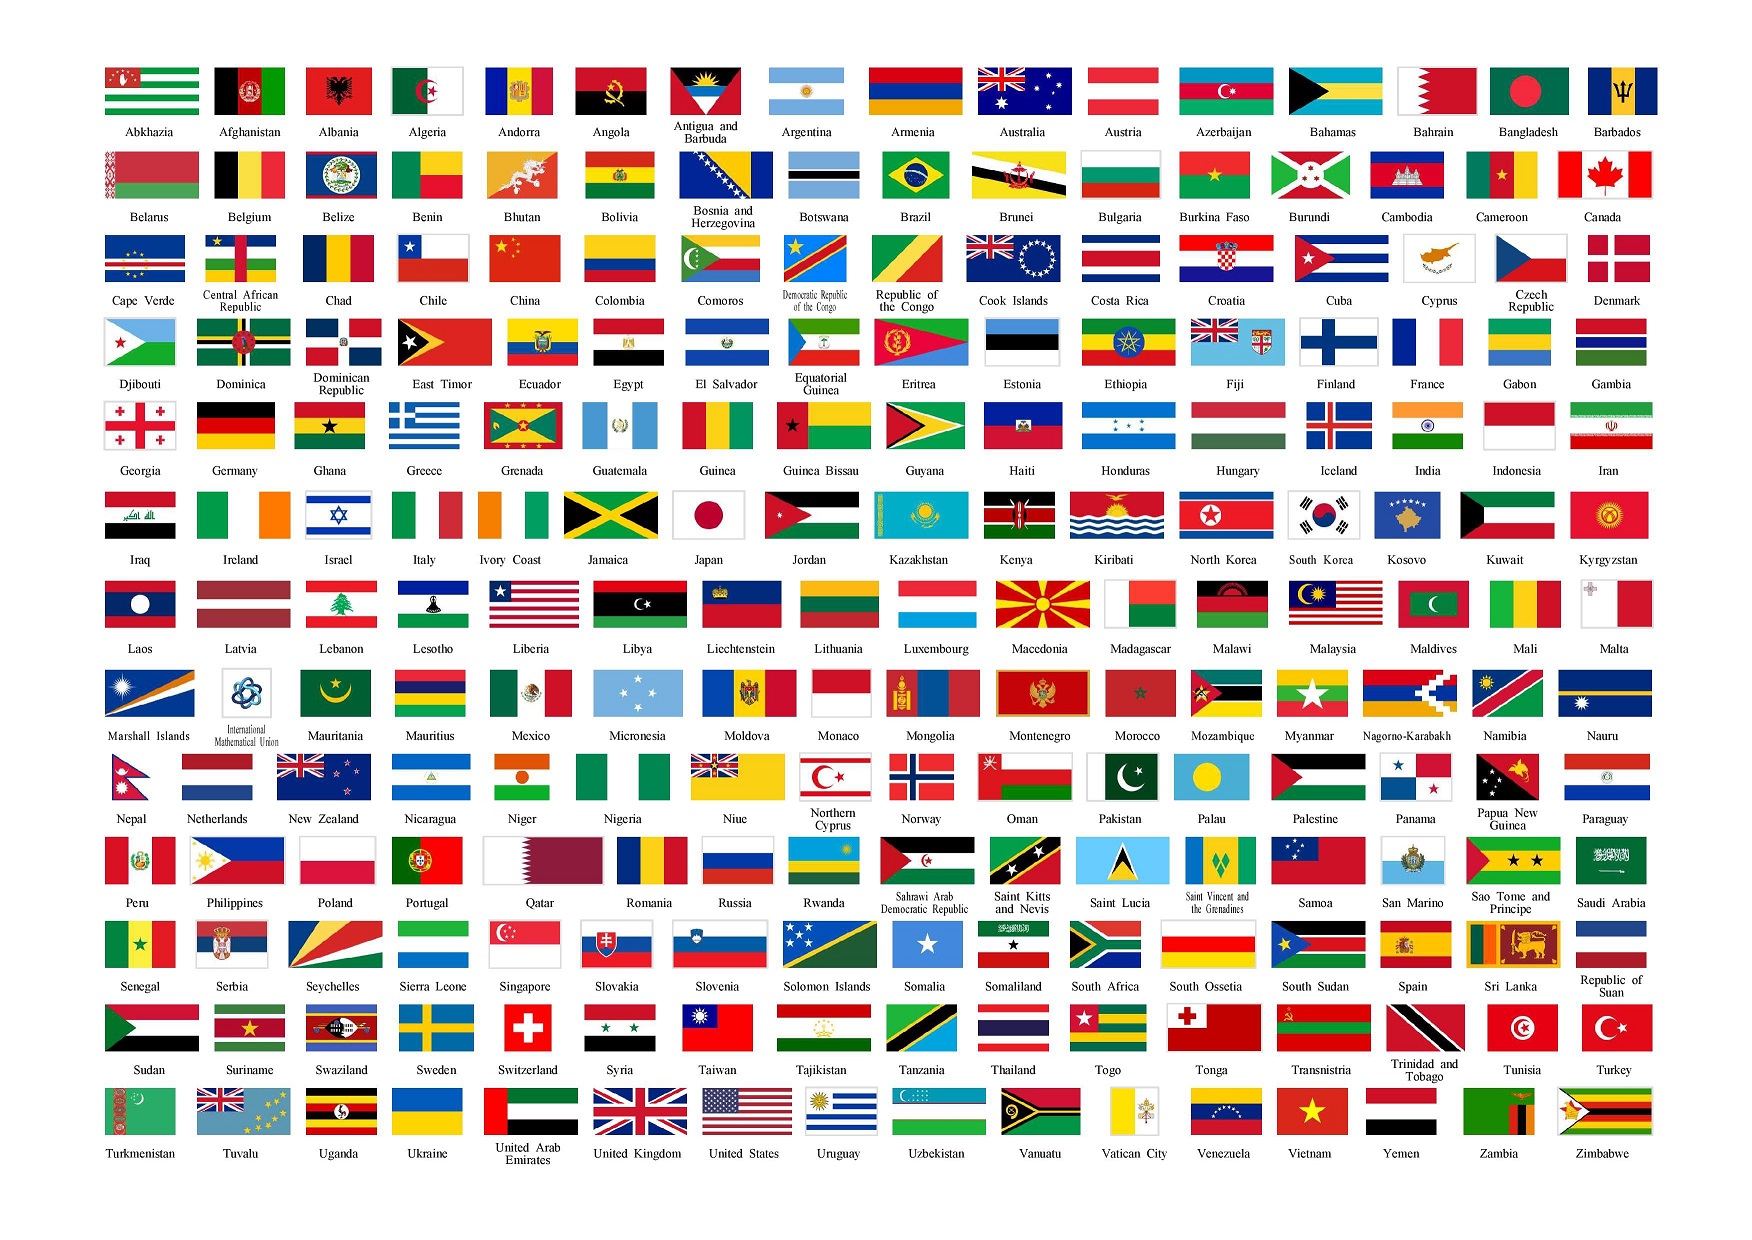 Abkhazia Afghanistan Albania Algeria Andorra Angola Antigua and Barbuda Argentina Armenia Australia Austria Azerbaijan Bahamas Bahrain Bangladesh Barbados
Belarus Belgium Belize Benin Bhutan Bolivia Bosnia and Herzegovina Botswana Brazil Brunei Bulgaria Burkina Faso Burundi Cambodia Cameroon Canada
Cape Verde Central African Republic Chad Chile China Colombia Comoros Democratic Republic of the Congo Republic of the Congo Cook Islands Costa Rica Croatia Cuba Cyprus Czech Republic Denmark
Djibouti Dominica Dominican Republic East Timor Ecuador Egypt El Salvador Equatorial Guinea Eritrea Estonia Ethiopia Fiji Finland France Gabon Gambia
Georgia Germany Ghana Greece Grenada Guatemala Guinea Guinea Bissau Guyana Haiti Honduras Hungary Iceland India Indonesia Iran
Iraq Ireland Israel Italy Ivory Coast Jamaica Japan Jordan Kazakhstan Kenya Kiribati North Korea South Korea Kosovo Kuwait Kyrgyzstan
Laos Latvia Lebanon Lesotho Liberia Libya Liechtenstein Lithuania Luxembourg Macedonia Madagascar Malawi Malaysia Maldives Mali Malta
Marshall Islands International Mathematical Union Mauritania Mauritius Mexico Micronesia Moldova Monaco Mongolia Montenegro Morocco Mozambique Myanmar Nagorno-Karabakh Namibia Nauru
Nepal Netherlands New Zealand Nicaragua Niger Nigeria Niue Northern Cyprus Norway Oman Pakistan Palau Palestine Panama Papua New Guinea Paraguay
Peru Philippines Poland Portugal Qatar Romania Russia Rwanda Sahrawi Arab Democratic Republic Saint Kitts and Nevis Saint Lucia Saint Vincent and the Grenadines Samoa San Marino Sao Tome and Principe Saudi Arabia
Senegal Serbia Seychelles Sierra Leone Singapore Slovakia Slovenia Solomon Islands Somalia Somaliland South Africa South Ossetia South Sudan Spain Sri Lanka Republic of Suan
Sudan Suriname Swaziland Sweden Switzerland Syria Taiwan Tajikistan Tanzania Thailand Togo Tonga Transnistria Trinidad and Tobago Tunisia Turkey
Turkmenistan Tuvalu Uganda Ukraine United Arab Emirates United Kingdom United States Uruguay Uzbekistan Vanuatu Vatican City Venezuela Vietnam Yemen Zambia Zimbabwe